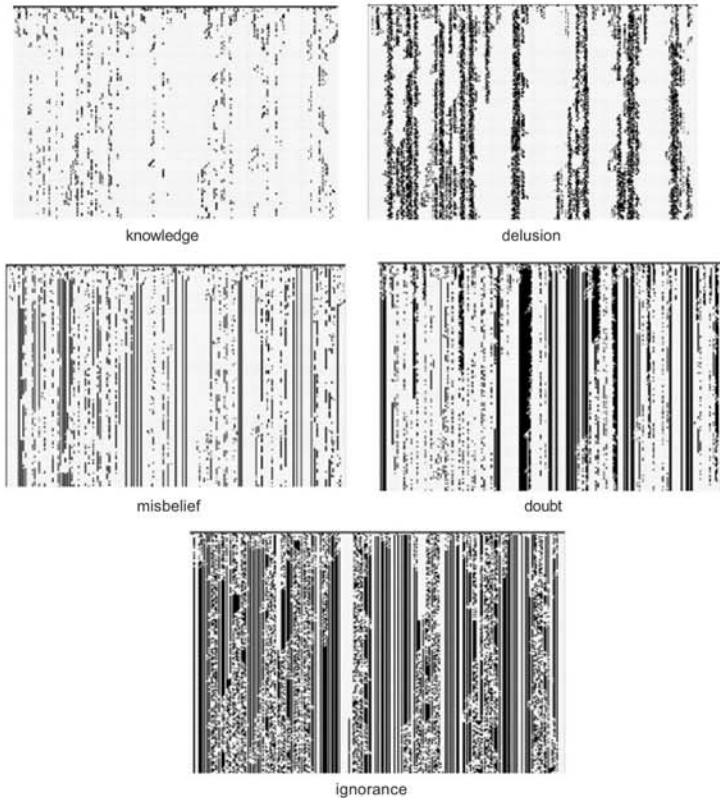 knowledge
delusion
misbelief
doubt
ignorance